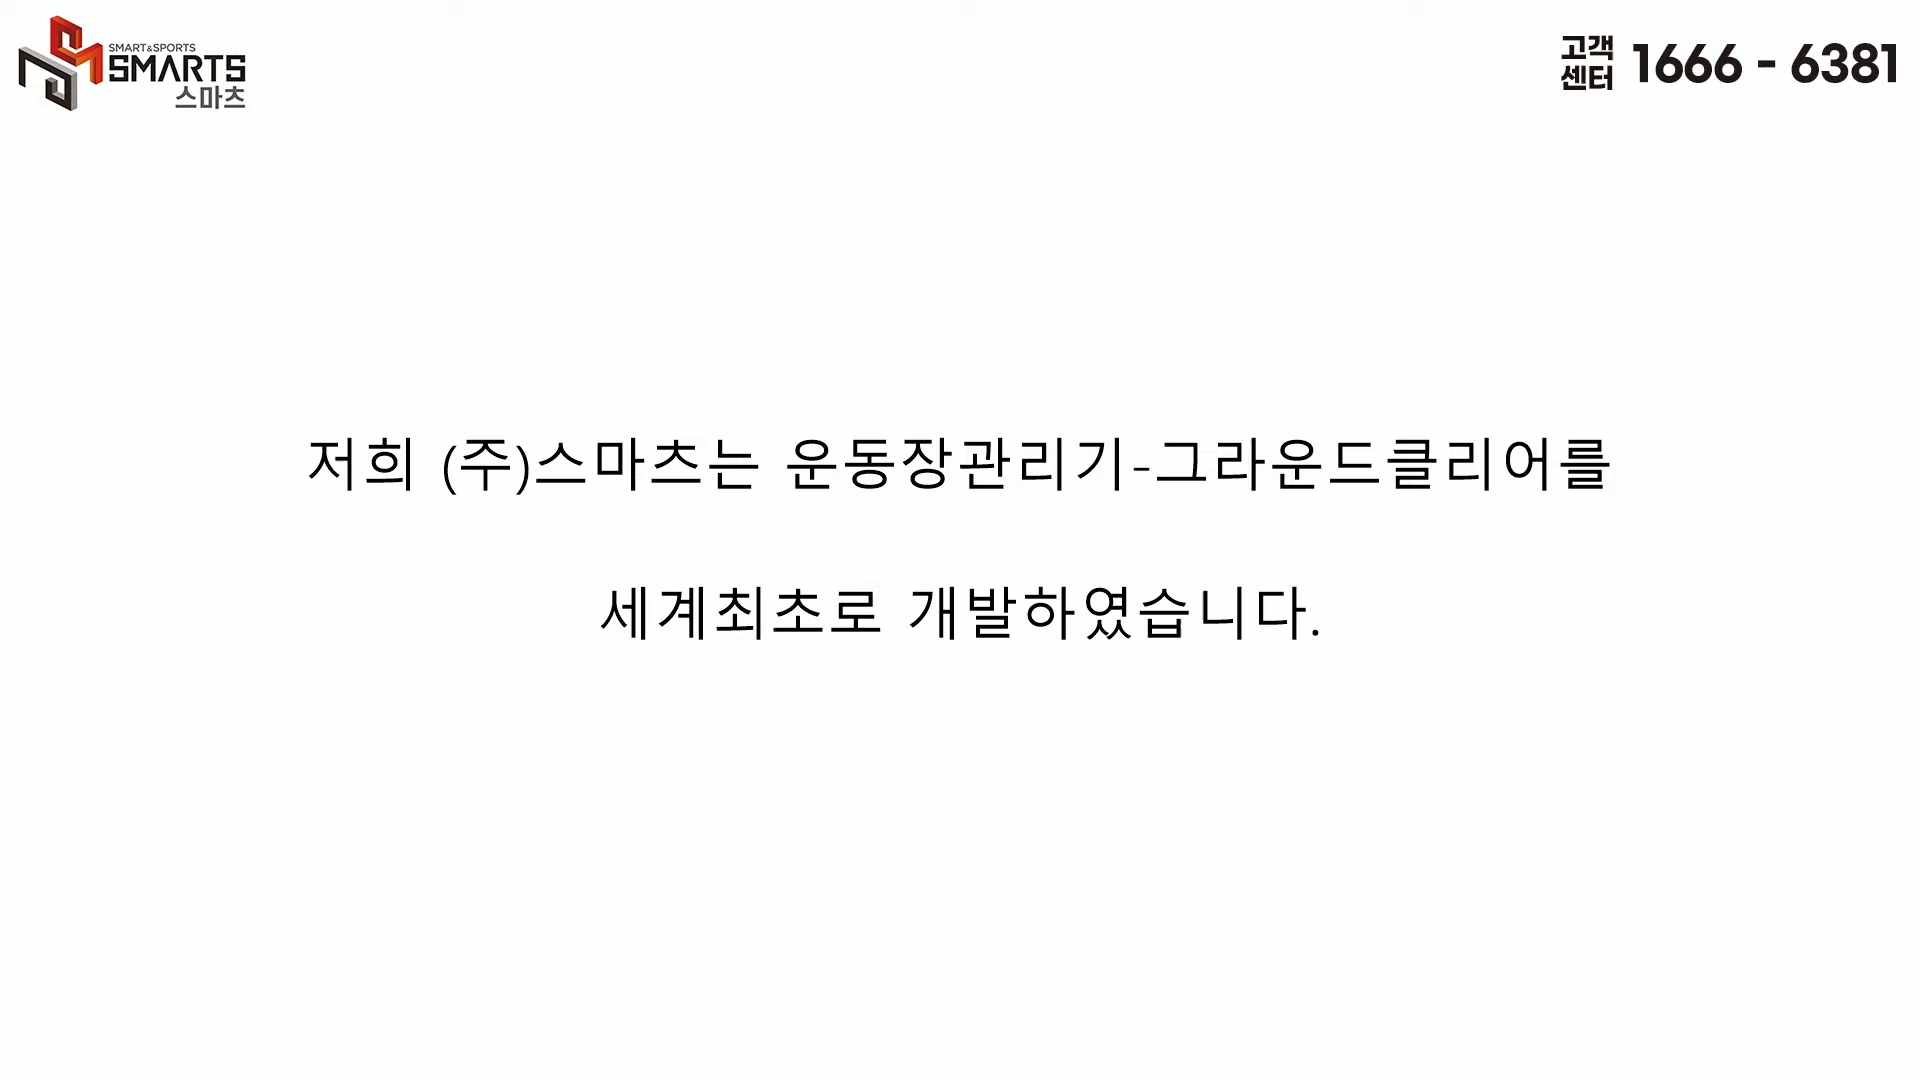 SMART&SPORTS
SMARTS
스마츠
고객
센터
1666 - 6381
저희 (주)스마츠는 운동장관리기-그라운드클리어를
세계최초로 개발하였습니다.